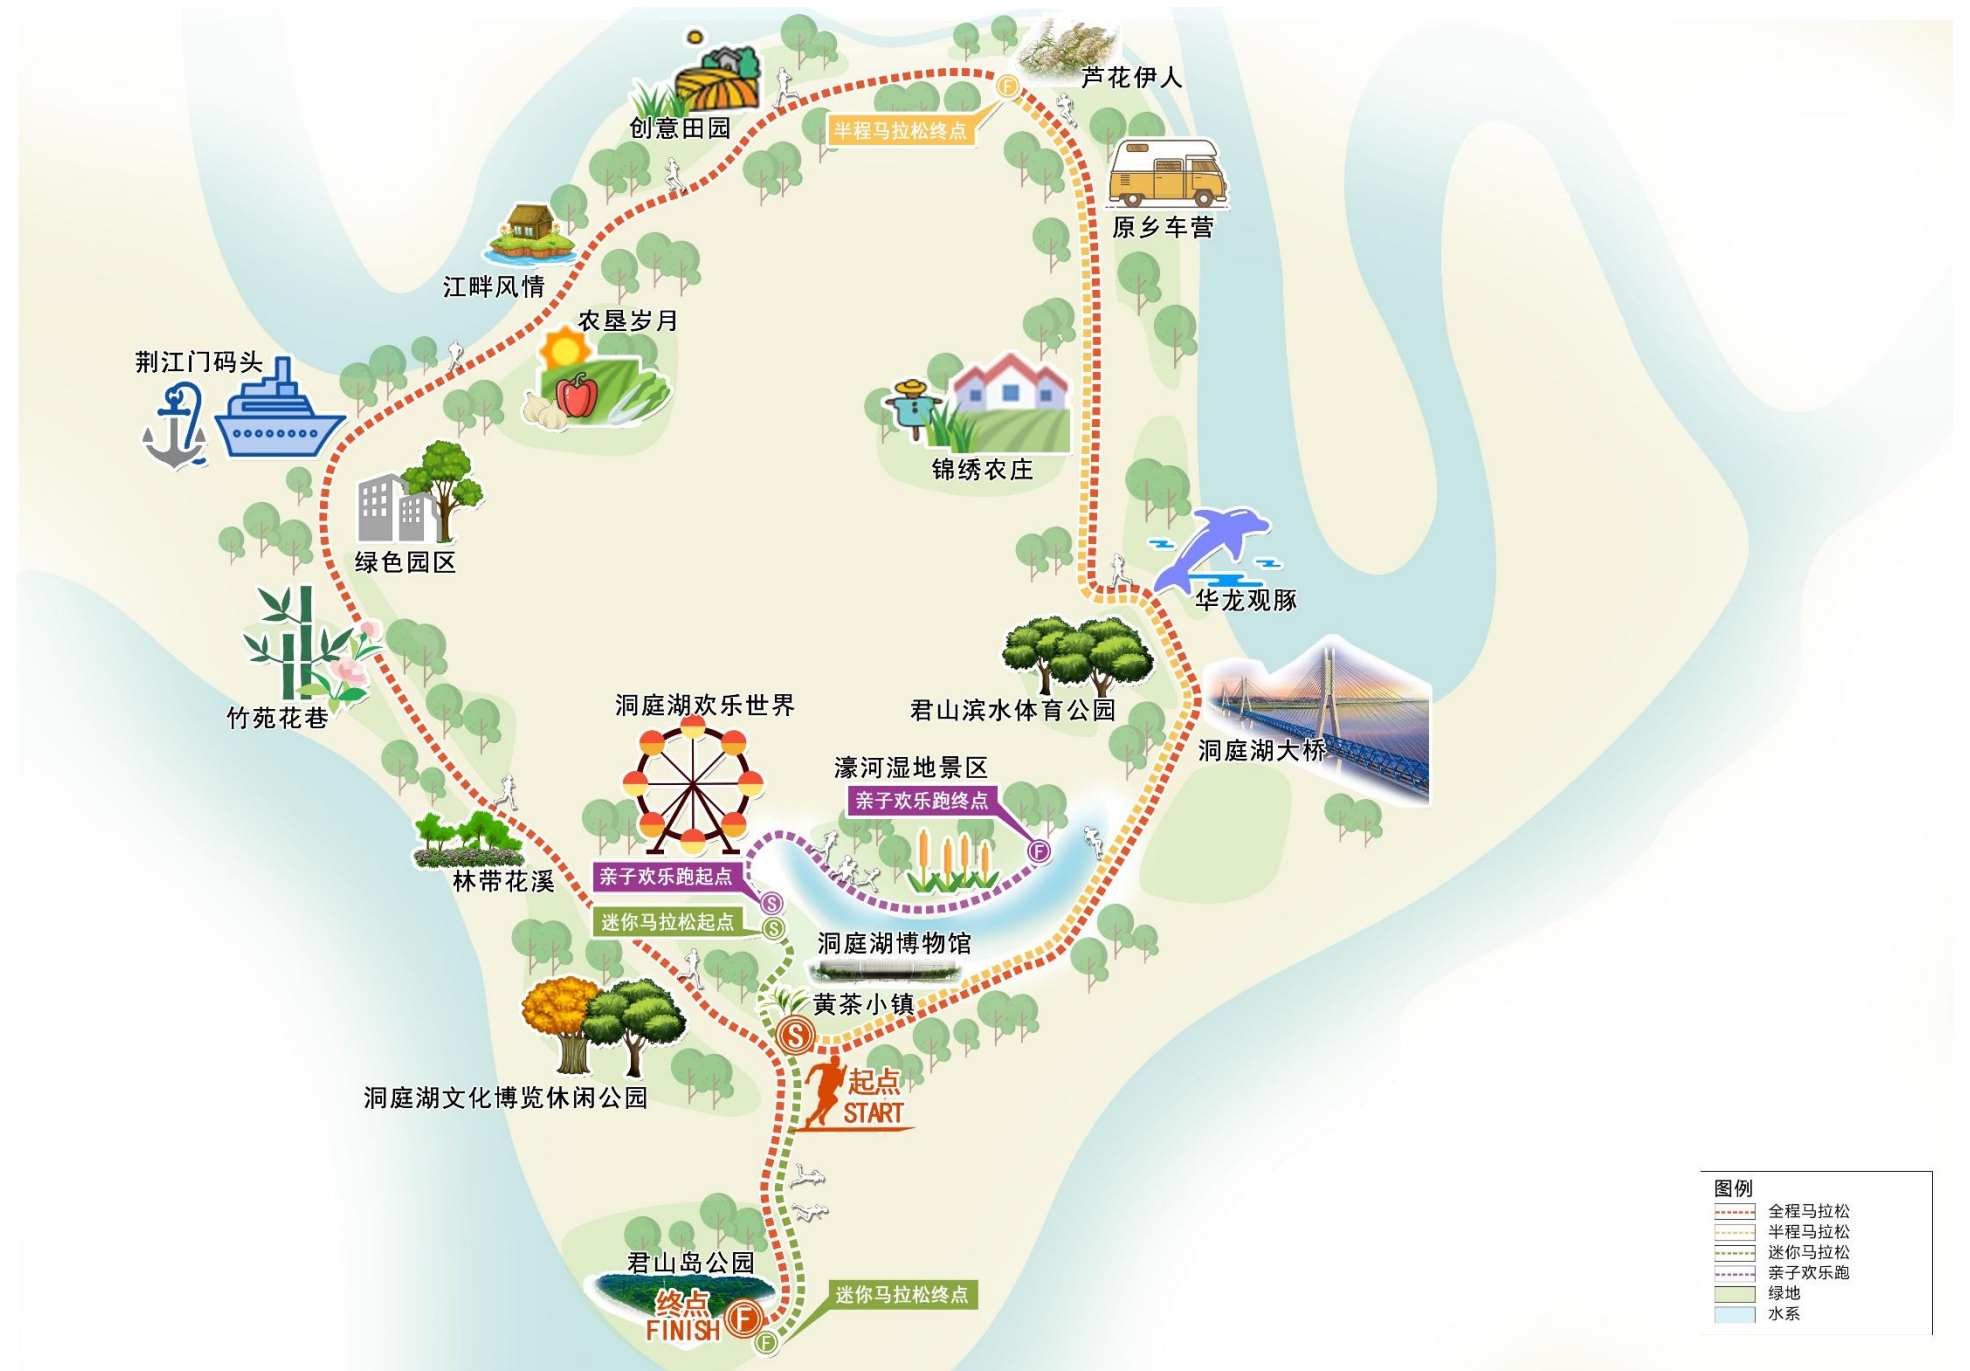 芦花伊人
创意田园
半程马拉松终点
F
原乡车营
江畔风情
农垦岁月
荆江门码头
锦绣农庄
绿色园区
华龙观豚
竹苑花巷
洞庭湖欢乐世界
君山滨水体育公园
洞庭湖大桥
濠河湿地景区
亲子欢乐跑终点
F
林带花溪
亲子欢乐跑起点
S
迷你马拉松起点
S
洞庭湖博物馆
黄茶小镇
S
起点
START
洞庭湖文化博览休闲公园
君山岛公园
终点
FINISH
F
迷你马拉松终点
F
图例
全程马拉松
半程马拉松
迷你马拉松
亲子欢乐跑
绿地
水系